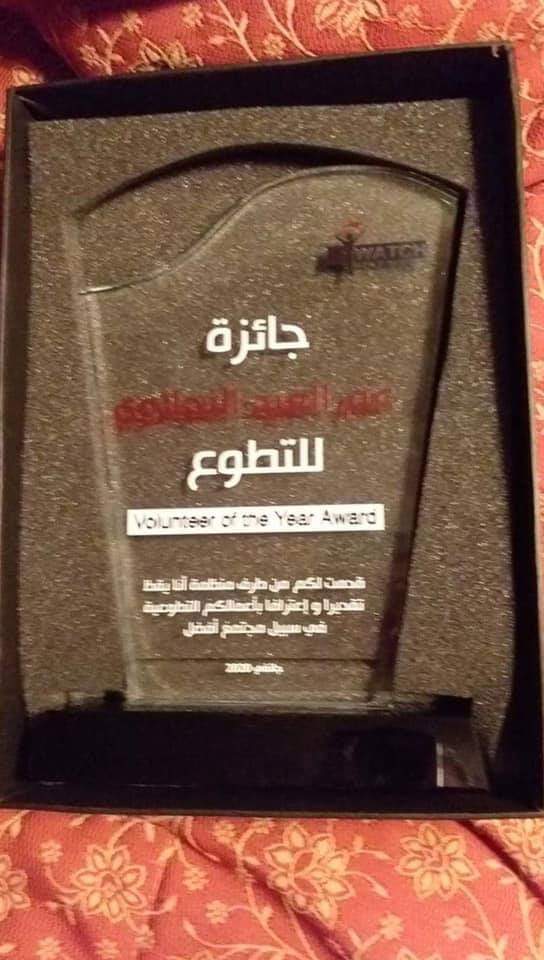 WATCH
جائزة
للتطوع
Volunteer of the Year Award
قدمت لكم من طرف منظمة أنا يقظ
تقديرا و إعترافا بأعمالكم التطوعية
في سبيل مجتمع أفضل
جانفي 2020